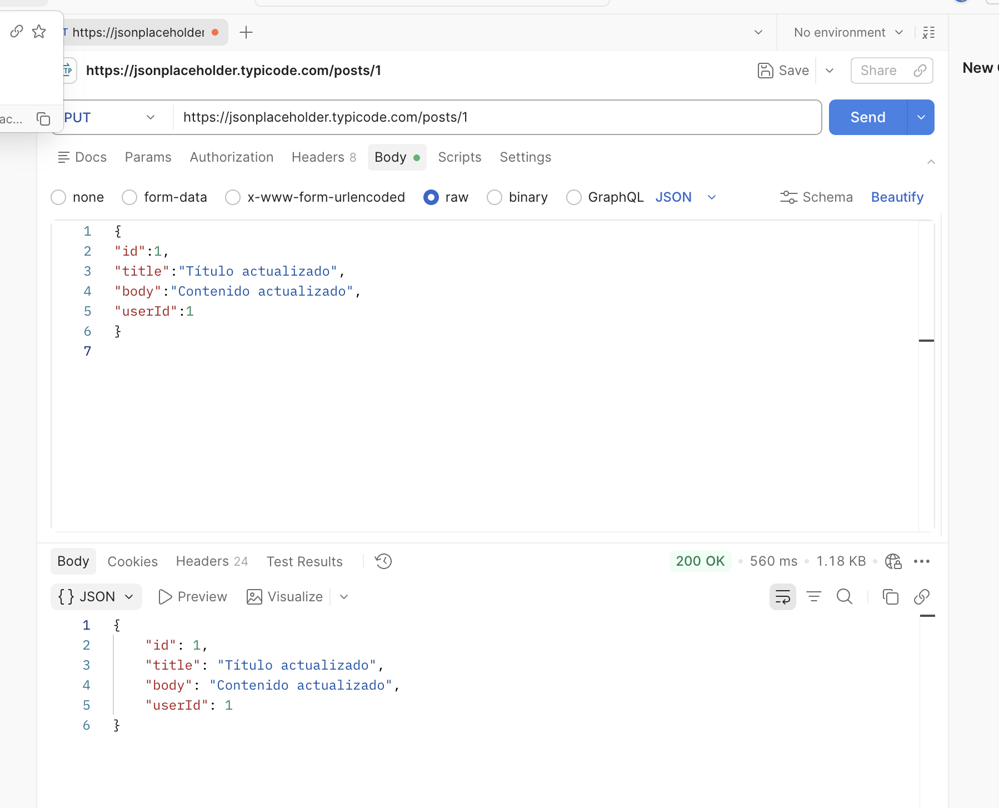 https://jsonplaceholder
No environment
https://jsonplaceholder.typicode.com/posts/1
Save
Share
New
ac...
PUT
https://jsonplaceholder.typicode.com/posts/1
Send
Docs
Params
Authorization
Headers 8
Body
Scripts
Settings
none
form-data
x-www-form-urlencoded
raw
binary
GraphQL
JSON
Schema
Beautify
1 {
2 "id":1,
3 "title":"Título actualizado",
4 "body":"Contenido actualizado",
5 "userId":1
6 }
7
Body
Cookies
Headers 24
Test Results
200 OK
560 ms
1.18 KB
{} JSON
Preview
Visualize
1 {
2 "id": 1,
3 "title": "Título actualizado",
4 "body": "Contenido actualizado",
5 "userId": 1
6 }